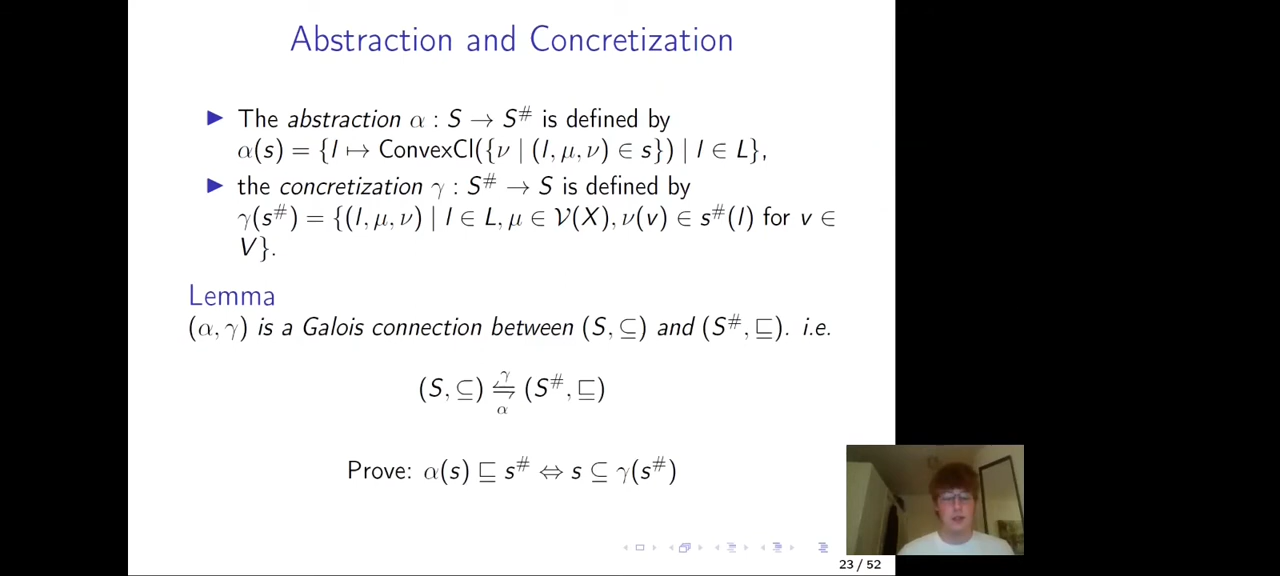 Abstraction and Concretization
▶ The abstraction α : S → S# is defined by
α(s) = {l ↦ ConvexCl({ν | (l, μ, ν) ∈ s}) | l ∈ L},
▶ the concretization γ : S# → S is defined by
γ(s#) = {(l, μ, ν) | l ∈ L, μ ∈ 𝒱(X), ν(v) ∈ s#(l) for v ∈
V}.
Lemma
(α, γ) is a Galois connection between (S, ⊆) and (S#, ⊑). i.e.
γ
(S, ⊆) ⇋ (S#, ⊑)
α
Prove: α(s) ⊑ s# ⇔ s ⊆ γ(s#)
23 / 52